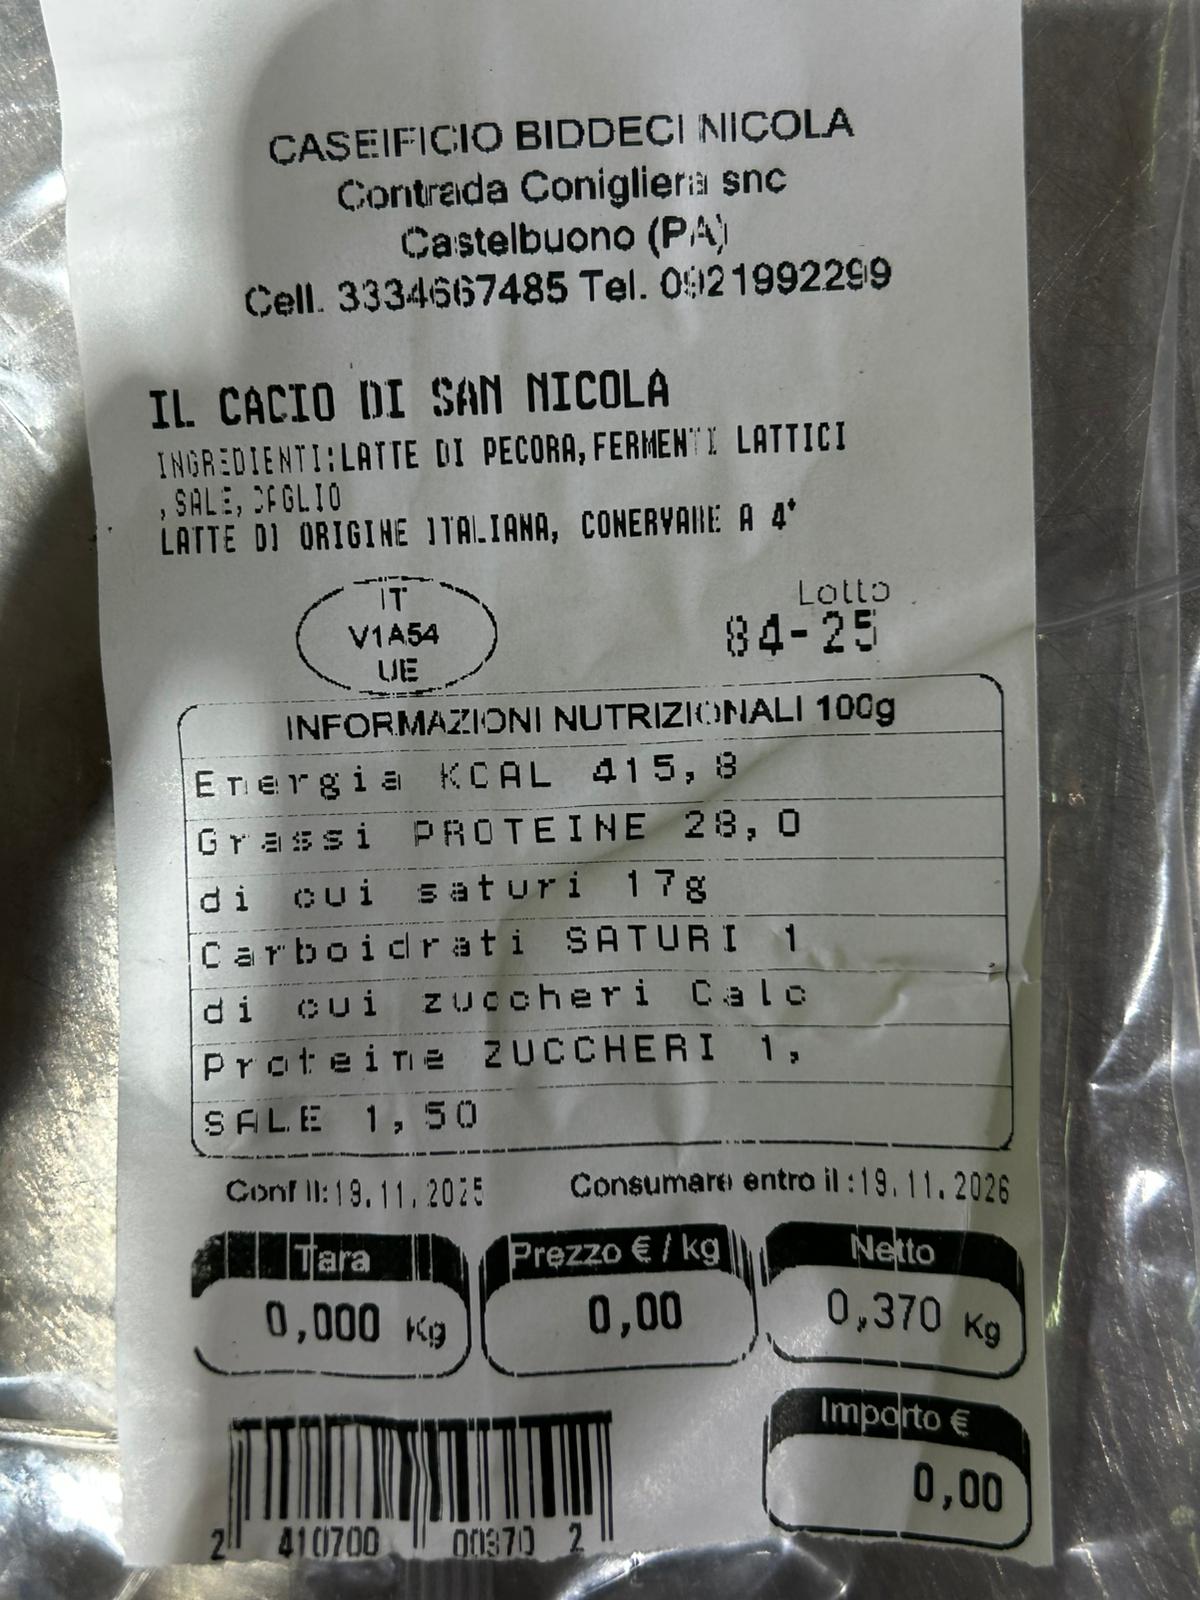 CASEIFICIO BIDDECI NICOLA
Contrada Conigliera snc
Castelbuono (PA)
Cell. 3334667485 Tel. 0921992299
IL CACIO DI SAN NICOLA
INGREDIENTI:LATTE DI PECORA,FERMENTI LATTICI
,SALE,CAGLIO
LATTE DI ORIGINE ITALIANA, CONERVARE A 4°
IT
V1A54
UE
Lotto
84-25
INFORMAZIONI NUTRIZIONALI 100g
Energia KCAL 415,8
Grassi PROTEINE 28,0
di cui saturi 17g
Carboidrati SATURI 1
di cui zuccheri Calc
Proteine ZUCCHERI 1,
SALE 1,50
Conf Il:19.11.2025 Consumare entro il :19.11.2026
Tara Prezzo € / kg Netto
0,000 Kg 0,00 0,370 Kg
Importo €
0,00
2 410700 00370 2